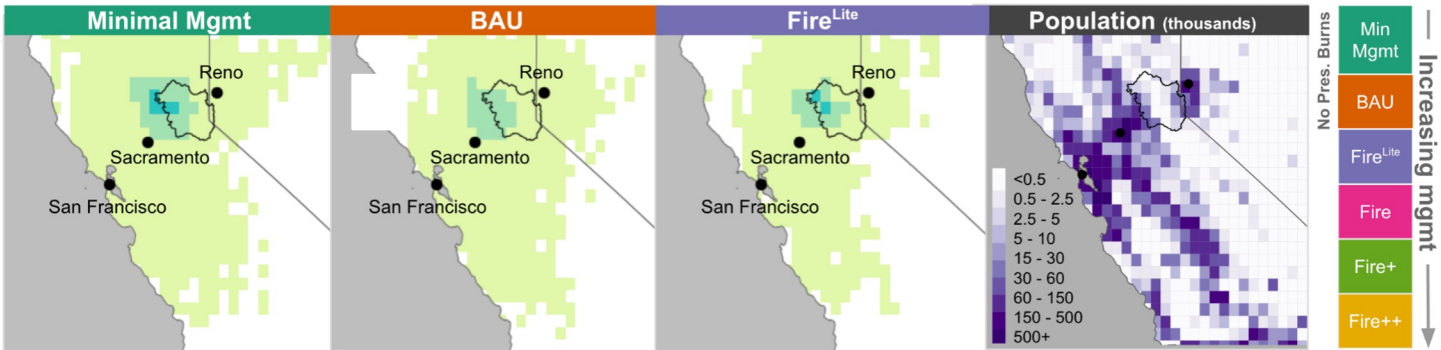 Minimal Mgmt
Reno
Sacramento
San Francisco
BAU
Reno
Sacramento
San Francisco
FireLite
Reno
Sacramento
San Francisco
Population (thousands)
<0.5
0.5 - 2.5
2.5 - 5
5 - 10
15 - 30
30 - 60
60 - 150
150 - 500
500+
No Pres. Burns
Min
Mgmt
BAU
FireLite
Fire
Fire+
Fire++
Increasing mgmt